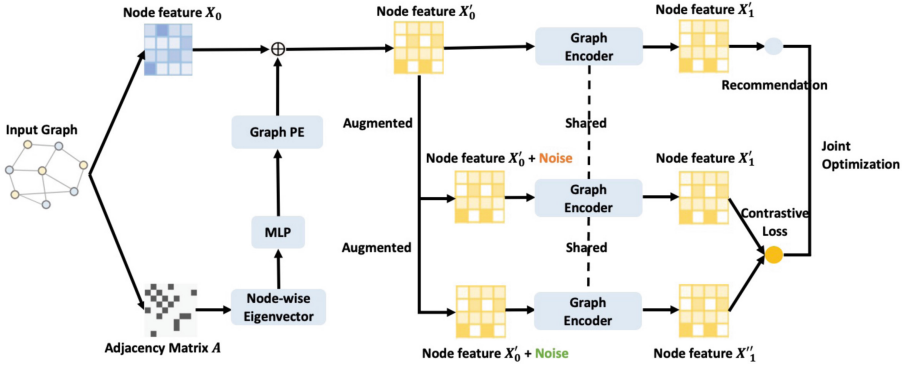 Node feature X₀
Node feature X′₀
Node feature X′₁
Graph
Encoder
Recommendation
Input Graph
Graph PE
Augmented
Shared
Joint
Optimization
Node feature X′₀ + Noise
Node feature X′₁
Graph
Encoder
Contrastive
Loss
MLP
Augmented
Shared
Node-wise
Eigenvector
Graph
Encoder
Adjacency Matrix A
Node feature X′₀ + Noise
Node feature X′′₁